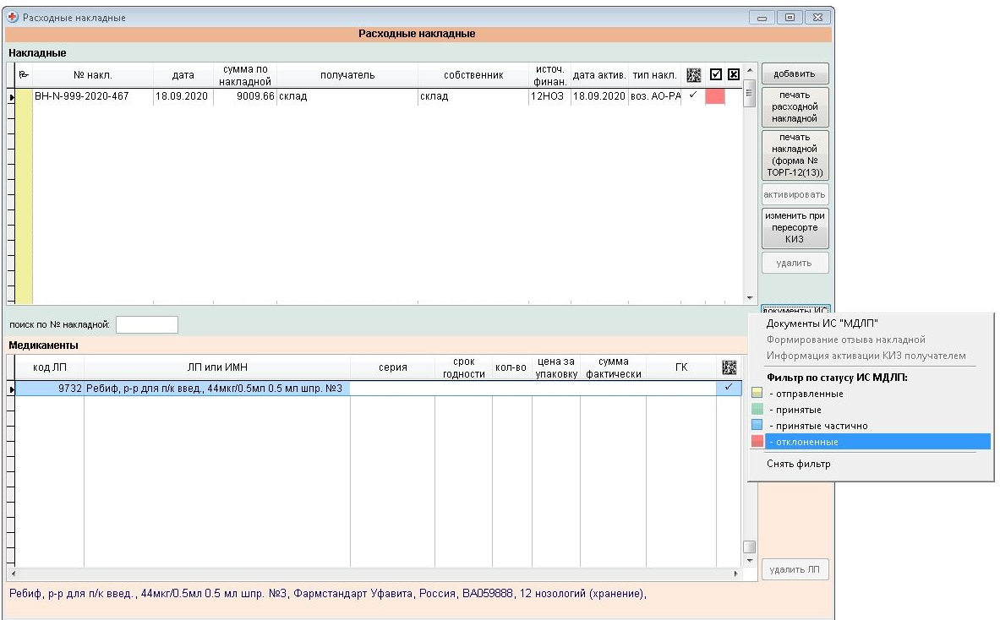 Расходные накладные
Расходные накладные
Накладные
№ накл. дата сумма по накладной получатель собственник источ. финан. дата актив. тип накл.
ВН-N-999-2020-467 18.09.2020 9009.66 склад склад 12НОЗ 18.09.2020 воз. АО-РА
добавить
печать
расходной
накладной
печать
накладной
(форма №
ТОРГ-12(13))
активировать
изменить при
пересорте
КИЗ
удалить
документы ИС
поиск по № накладной:
Документы ИС "МДЛП"
Формирование отзыва накладной
Информация активации КИЗ получателем
Фильтр по статусу ИС МДЛП:
- отправленные
- принятые
- принятые частично
- отклоненные
Снять фильтр
Медикаменты
код ЛП ЛП или ИМН серия срок годности кол-во цена за упаковку сумма фактически ГК
9732 Ребиф, р-р для п/к введ., 44мкг/0.5мл 0.5 мл шпр. №3
удалить ЛП
Ребиф, р-р для п/к введ., 44мкг/0.5мл 0.5 мл шпр. №3, Фармстандарт Уфавита, Россия, BA059888, 12 нозологий (хранение),